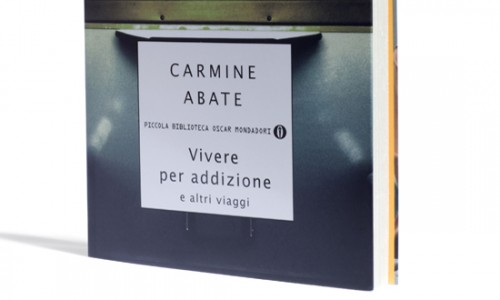 CARMINE
ABATE
PICCOLA BIBLIOTECA OSCAR MONDADORI
Vivere
per addizione
e altri viaggi